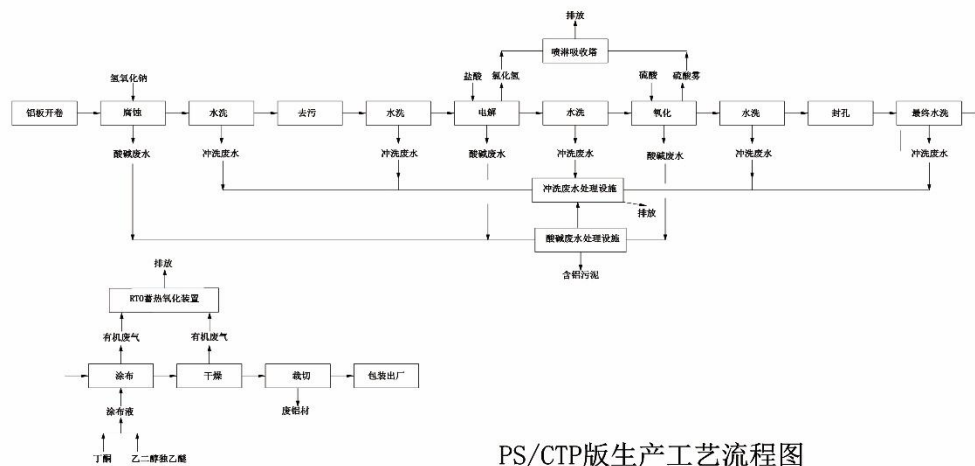 排放
喷淋吸收塔
氢氧化钠
盐酸
氯化氢
硫酸
硫酸雾
铝板开卷
腐蚀
水洗
去污
水洗
电解
水洗
氧化
水洗
封孔
最终水洗
酸碱废水
冲洗废水
冲洗废水
酸碱废水
冲洗废水
酸碱废水
冲洗废水
冲洗废水
冲洗废水处理设施
排放
酸碱废水处理设施
含铝污泥
排放
RTO蓄热氧化装置
有机废气
有机废气
涂布
干燥
裁切
包装出厂
涂布液
废铝材
丁酮
乙二醇独乙醚
PS/CTP版生产工艺流程图